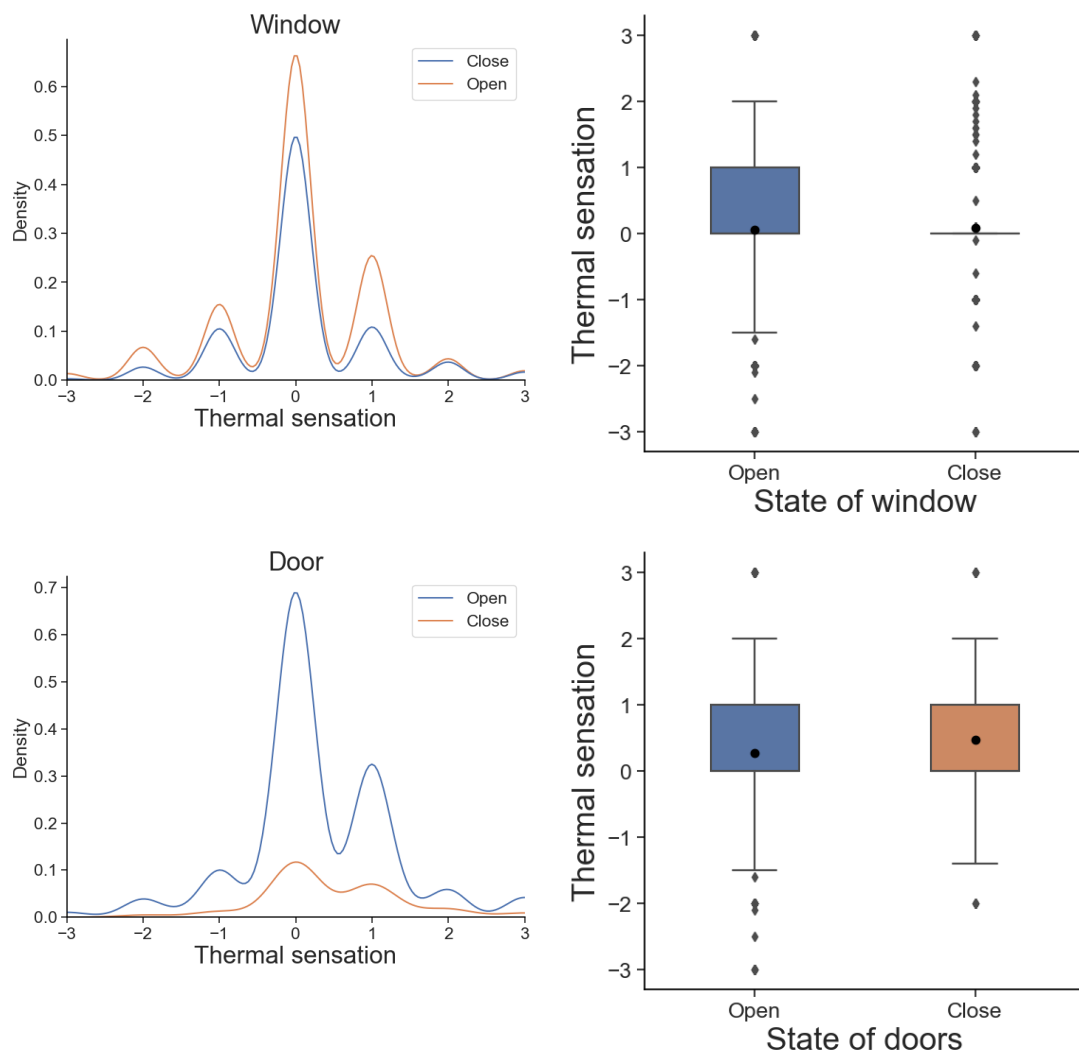 Window
Close
Open
0.6
0.5
0.4
0.3
0.2
0.1
0.0
Density
−3 −2 −1 0 1 2 3
Thermal sensation
3
2
1
0
−1
−2
−3
Thermal sensation
Open Close
State of window
Door
Open
Close
0.7
0.6
0.5
0.4
0.3
0.2
0.1
0.0
Density
−3 −2 −1 0 1 2 3
Thermal sensation
3
2
1
0
−1
−2
−3
Thermal sensation
Open Close
State of doors